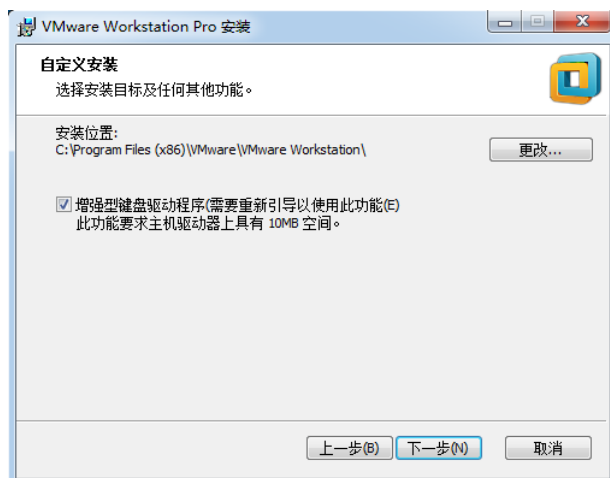 VMware Workstation Pro 安装
自定义安装
选择安装目标及任何其他功能。
安装位置:
C:\Program Files (x86)\VMware\VMware Workstation\
更改...
增强型键盘驱动程序(需要重新引导以使用此功能(E)
此功能要求主机驱动器上具有 10MB 空间。
上一步(B) 下一步(N) 取消